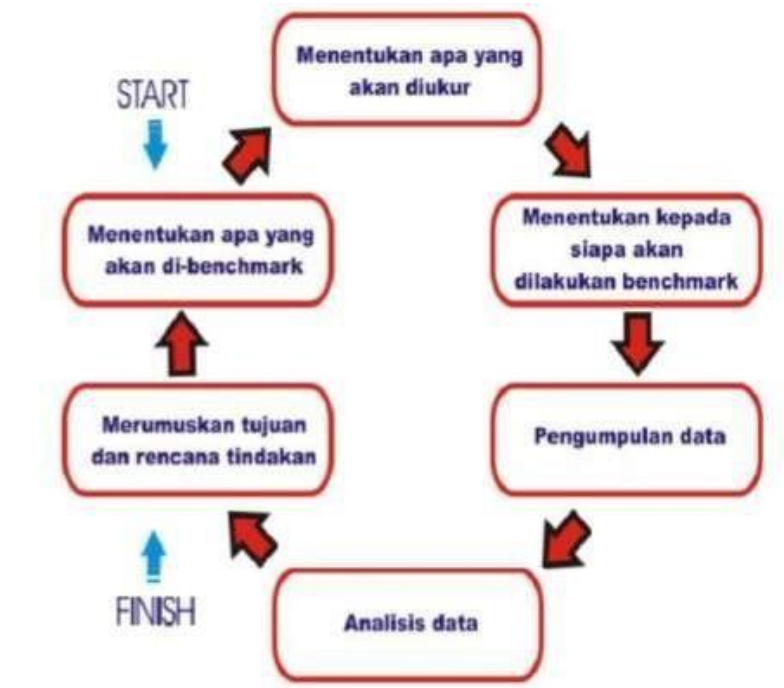 START
Menentukan apa yang
akan di-benchmark
Menentukan apa yang
akan diukur
Menentukan kepada
siapa akan
dilakukan benchmark
Pengumpulan data
Analisis data
Merumuskan tujuan
dan rencana tindakan
FINISH